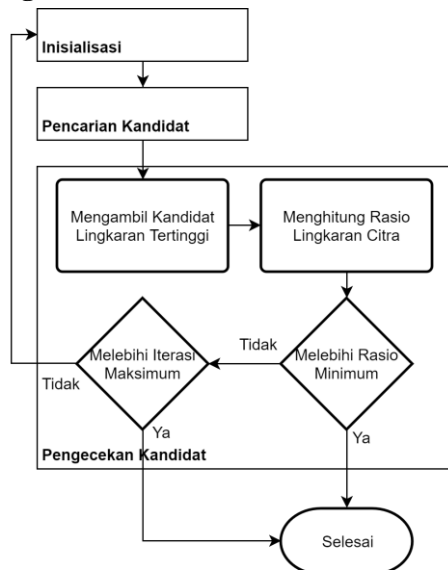 Inisialisasi
Pencarian Kandidat
Mengambil Kandidat
Lingkaran Tertinggi
Menghitung Rasio
Lingkaran Citra
Tidak
Melebihi Iterasi
Maksimum
Melebihi Rasio
Minimum
Tidak
Ya
Ya
Pengecekan Kandidat
Selesai